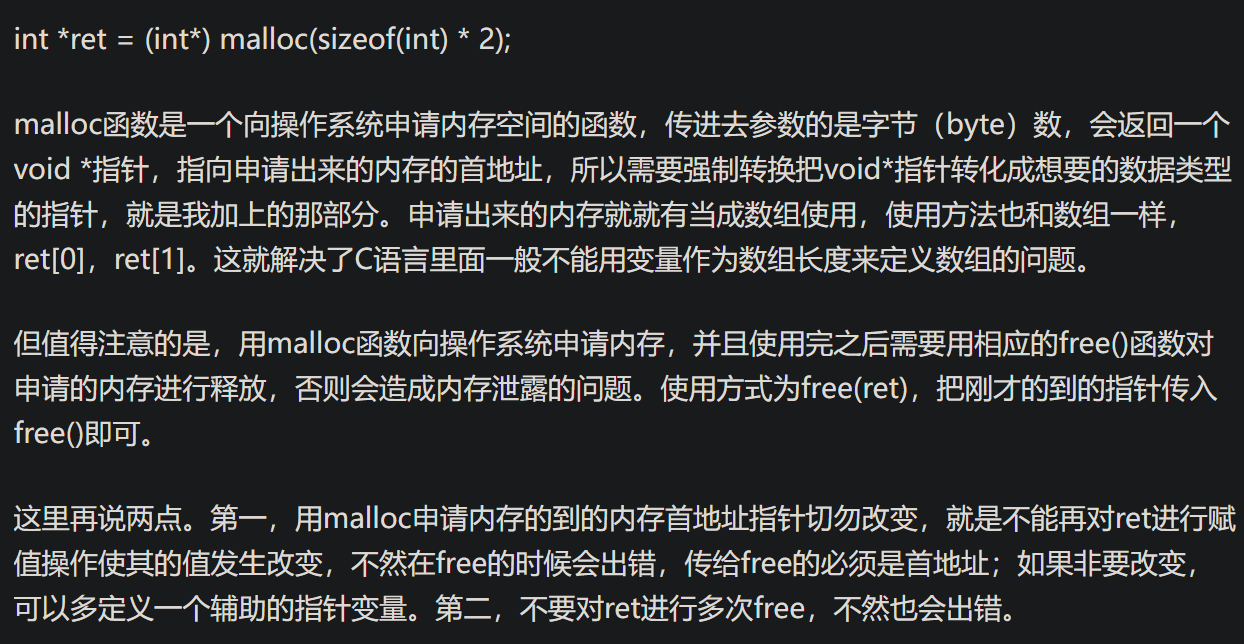 int *ret = (int*) malloc(sizeof(int) * 2);
malloc函数是一个向操作系统申请内存空间的函数，传进去参数的是字节（byte）数，会返回一个
void *指针，指向申请出来的内存的首地址，所以需要强制转换把void*指针转化成想要的数据类型
的指针，就是我加上的那部分。申请出来的内存就就有当成数组使用，使用方法也和数组一样，
ret[0]，ret[1]。这就解决了C语言里面一般不能用变量作为数组长度来定义数组的问题。
但值得注意的是，用malloc函数向操作系统申请内存，并且使用完之后需要用相应的free()函数对
申请的内存进行释放，否则会造成内存泄露的问题。使用方式为free(ret)，把刚才的到的指针传入
free()即可。
这里再说两点。第一，用malloc申请内存的到的内存首地址指针切勿改变，就是不能再对ret进行赋
值操作使其的值发生改变，不然在free的时候会出错，传给free的必须是首地址；如果非要改变，
可以多定义一个辅助的指针变量。第二，不要对ret进行多次free，不然也会出错。